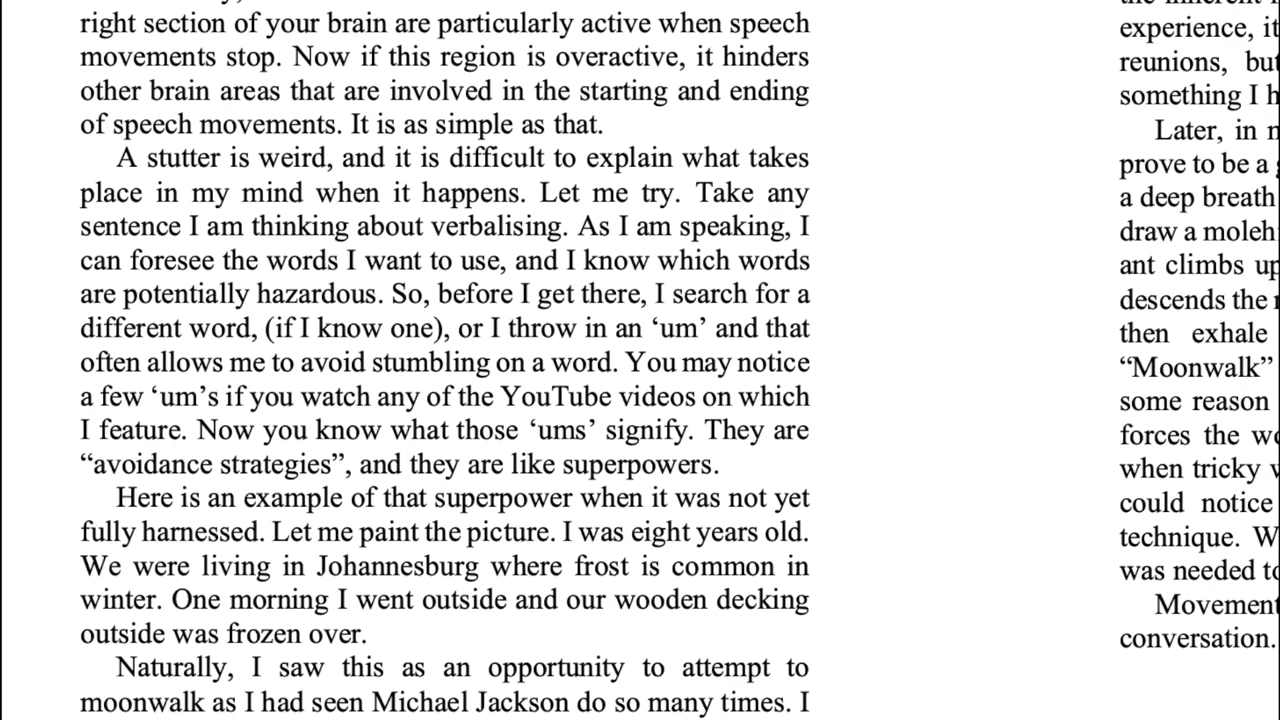 right section of your brain are particularly active when speech
movements stop. Now if this region is overactive, it hinders
other brain areas that are involved in the starting and ending
of speech movements. It is as simple as that.
A stutter is weird, and it is difficult to explain what takes
place in my mind when it happens. Let me try. Take any
sentence I am thinking about verbalising. As I am speaking, I
can foresee the words I want to use, and I know which words
are potentially hazardous. So, before I get there, I search for a
different word, (if I know one), or I throw in an ‘um’ and that
often allows me to avoid stumbling on a word. You may notice
a few ‘um’s if you watch any of the YouTube videos on which
I feature. Now you know what those ‘ums’ signify. They are
“avoidance strategies”, and they are like superpowers.
Here is an example of that superpower when it was not yet
fully harnessed. Let me paint the picture. I was eight years old.
We were living in Johannesburg where frost is common in
winter. One morning I went outside and our wooden decking
outside was frozen over.
Naturally, I saw this as an opportunity to attempt to
moonwalk as I had seen Michael Jackson do so many times. I
experience, it
reunions, but
something I
Later, in
prove to be a
a deep breath
draw a
ant climbs up
descends the
then exhale
“Moonwalk”
some reason
forces the
when tricky
could notice
technique.
was needed
Movement
conversation.